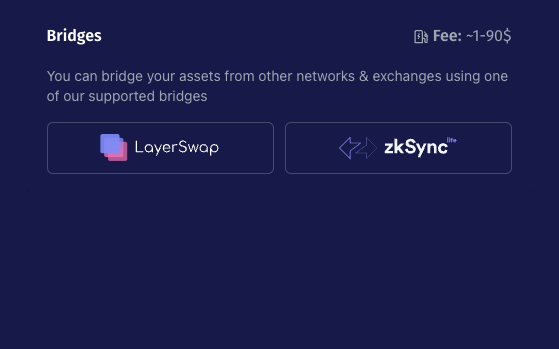 Bridges
Fee: ~1-90$
You can bridge your assets from other networks & exchanges using one
of our supported bridges
LayerSwap
zkSync lite